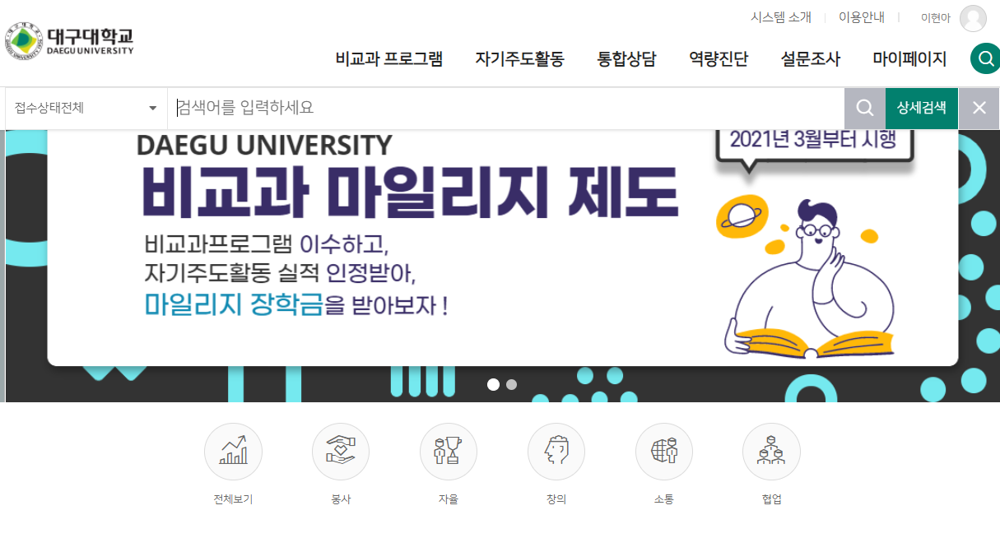 시스템 소개
이용안내
이현아
대구대학교
DAEGU UNIVERSITY
비교과 프로그램
자기주도활동
통합상담
역량진단
설문조사
마이페이지
접수상태전체
검색어를 입력하세요
상세검색
DAEGU UNIVERSITY
2021년 3월부터 시행
비교과 마일리지 제도
비교과프로그램 이수하고,
자기주도활동 실적 인정받아,
마일리지 장학금을 받아보자 !
전체보기
봉사
자율
창의
소통
협업